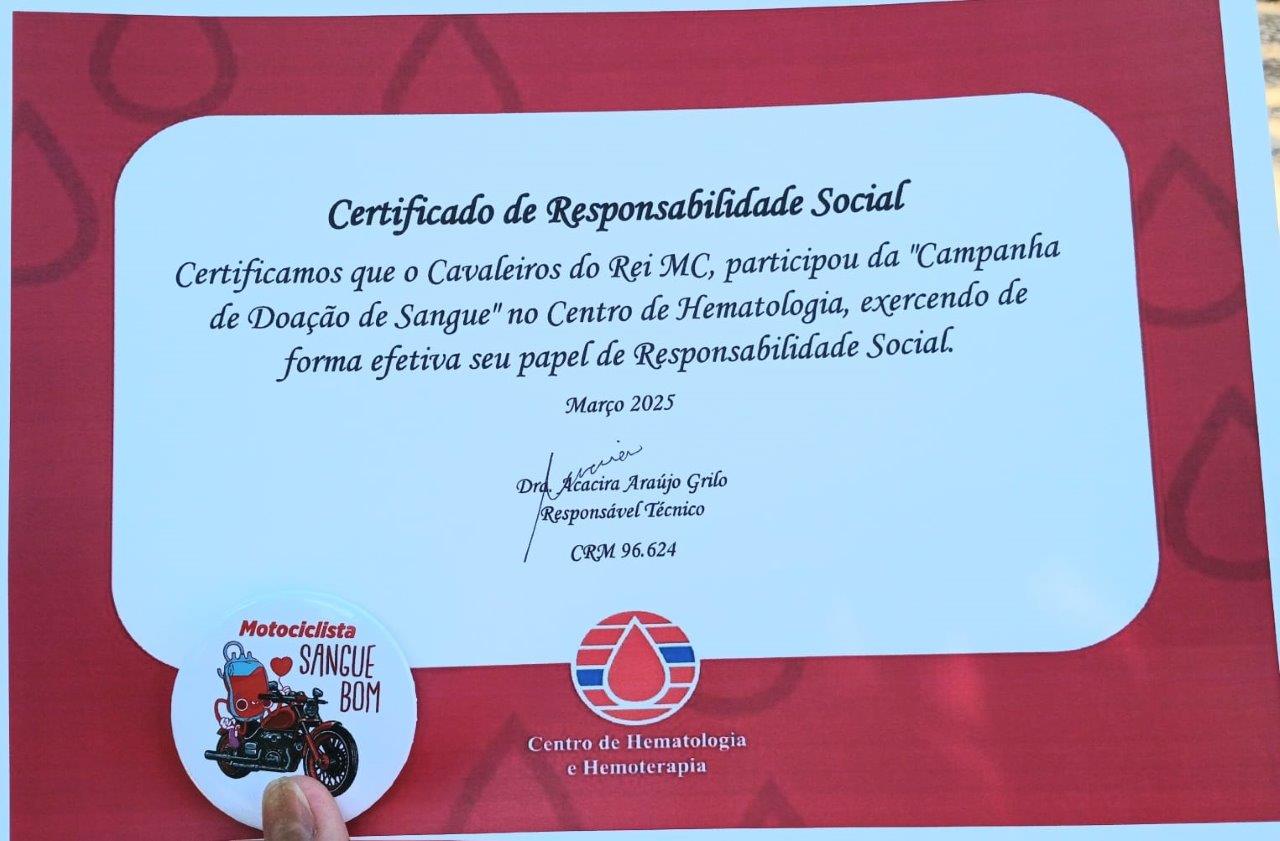 Certificado de Responsabilidade Social
Certificamos que o Cavaleiros do Rei MC, participou da "Campanha
de Doação de Sangue" no Centro de Hematologia, exercendo de
forma efetiva seu papel de Responsabilidade Social.
Março 2025
Dra. Acacira Araújo Grilo
Responsável Técnico
CRM 96.624
Motociclista
SANGUE
BOM
Centro de Hematologia
e Hemoterapia